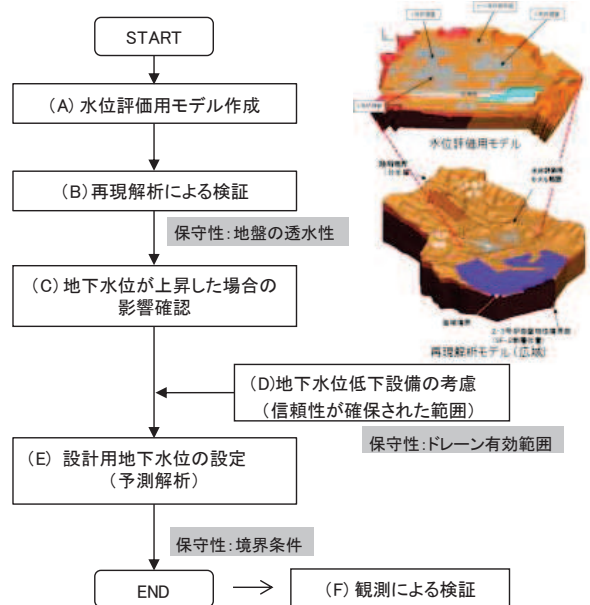 START
(A) 水位評価用モデル作成
(B) 再現解析による検証
保守性:地盤の透水性
(C) 地下水位が上昇した場合の
影響確認
(D)地下水位低下設備の考慮
(信頼性が確保された範囲)
保守性:ドレーン有効範囲
(E) 設計用地下水位の設定
(予測解析)
保守性:境界条件
END
(F) 観測による検証
水位評価用モデル
再現解析モデル(広域)